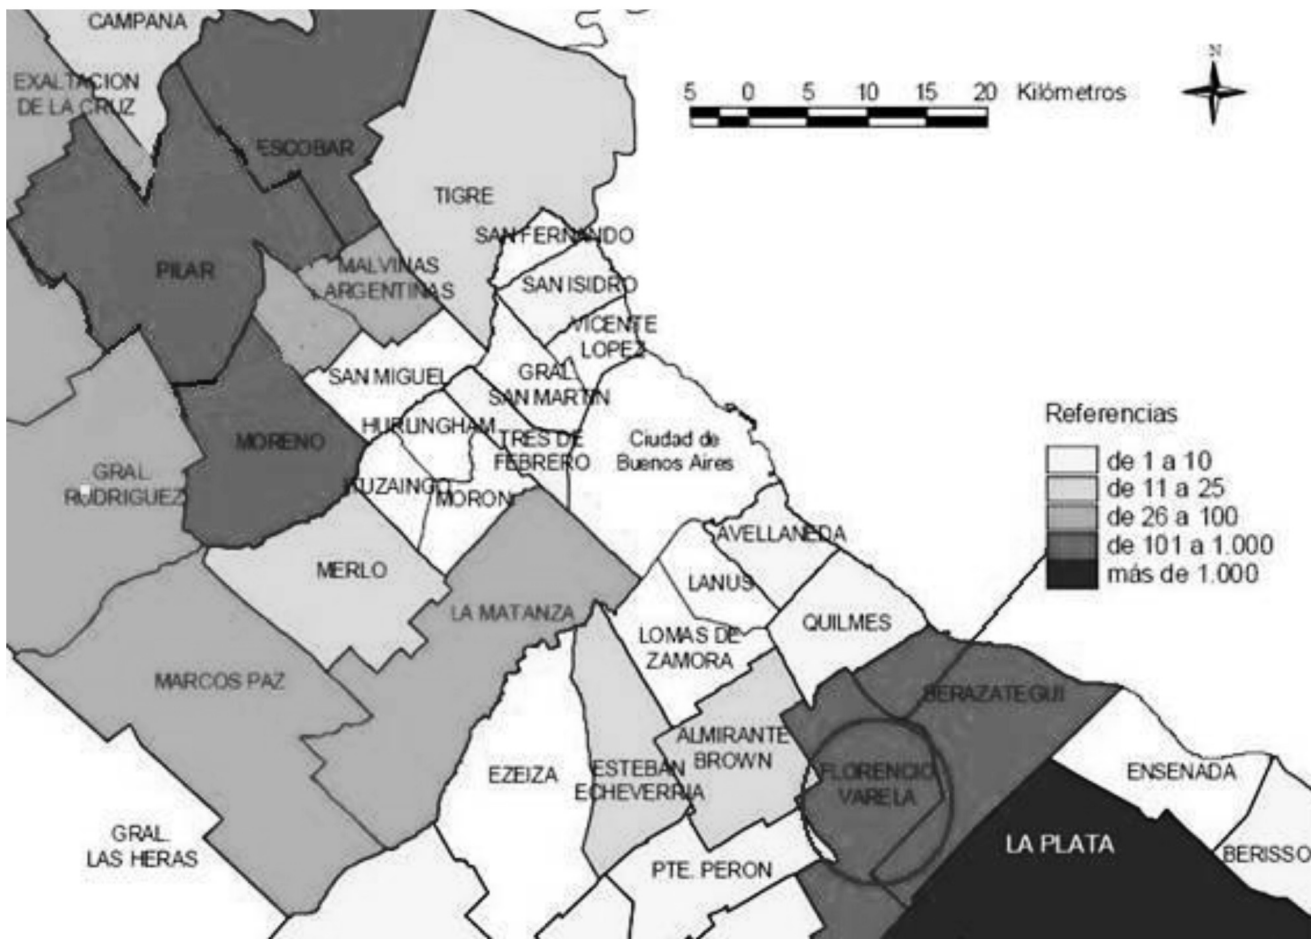 CAMPANA
N
EXALTACION
DE LA CRUZ
5 0 5 10 15 20 Kilómetros
ESCOBAR
TIGRE
SAN FERNANDO
PILAR
MALVINAS
ARGENTINAS
SAN ISIDRO
VICENTE
LOPEZ
SAN MIGUEL
GRAL.
SAN MARTIN
HURLINGHAM
MORENO
TRES DE
FEBRERO
Ciudad de
Buenos Aires
GRAL.
RODRIGUEZ
ITUZAINGO
MORON
Referencias
de 1 a 10
de 11 a 25
de 26 a 100
de 101 a 1.000
más de 1.000
AVELLANEDA
MERLO
LANUS
LA MATANZA
QUILMES
LOMAS DE
ZAMORA
MARCOS PAZ
BERAZATEGUI
ALMIRANTE
BROWN
EZEIZA
ESTEBAN
ECHEVERRIA
FLORENCIO
VARELA
ENSENADA
GRAL.
LAS HERAS
PTE. PERON
LA PLATA
BERISSO